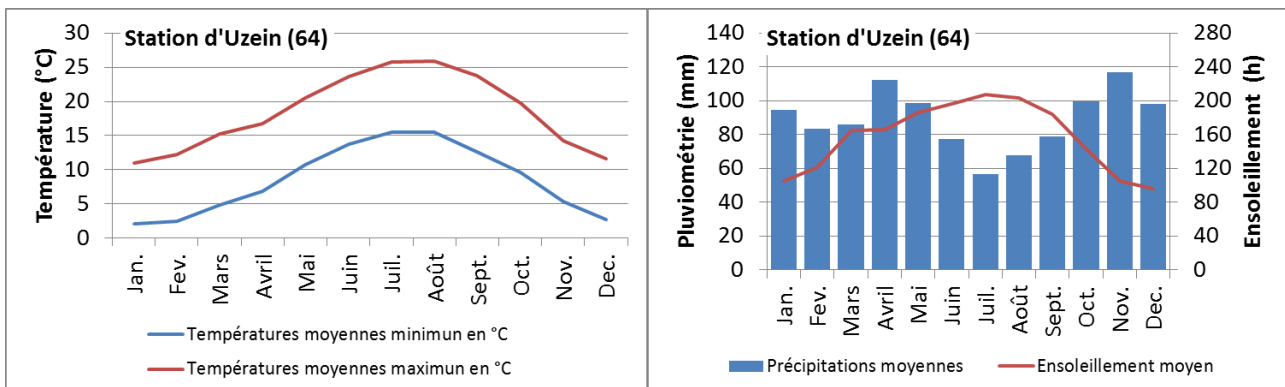 Station d'Uzein (64)
Température (°C)
30
25
20
15
10
5
0
Jan.
Fev.
Mars
Avril
Mai
Juin
Juil.
Août
Sept.
Oct.
Nov.
Dec.
Températures moyennes minimun en °C
Températures moyennes maximun en °C
Station d'Uzein (64)
Pluviométrie (mm)
140
120
100
80
60
40
20
0
280
240
200
160
120
80
40
0
Ensoleillement (h)
Jan.
Fev.
Mars
Avril
Mai
Juin
Juil.
Août
Sept.
Oct.
Nov.
Dec.
Précipitations moyennes
Ensoleillement moyen